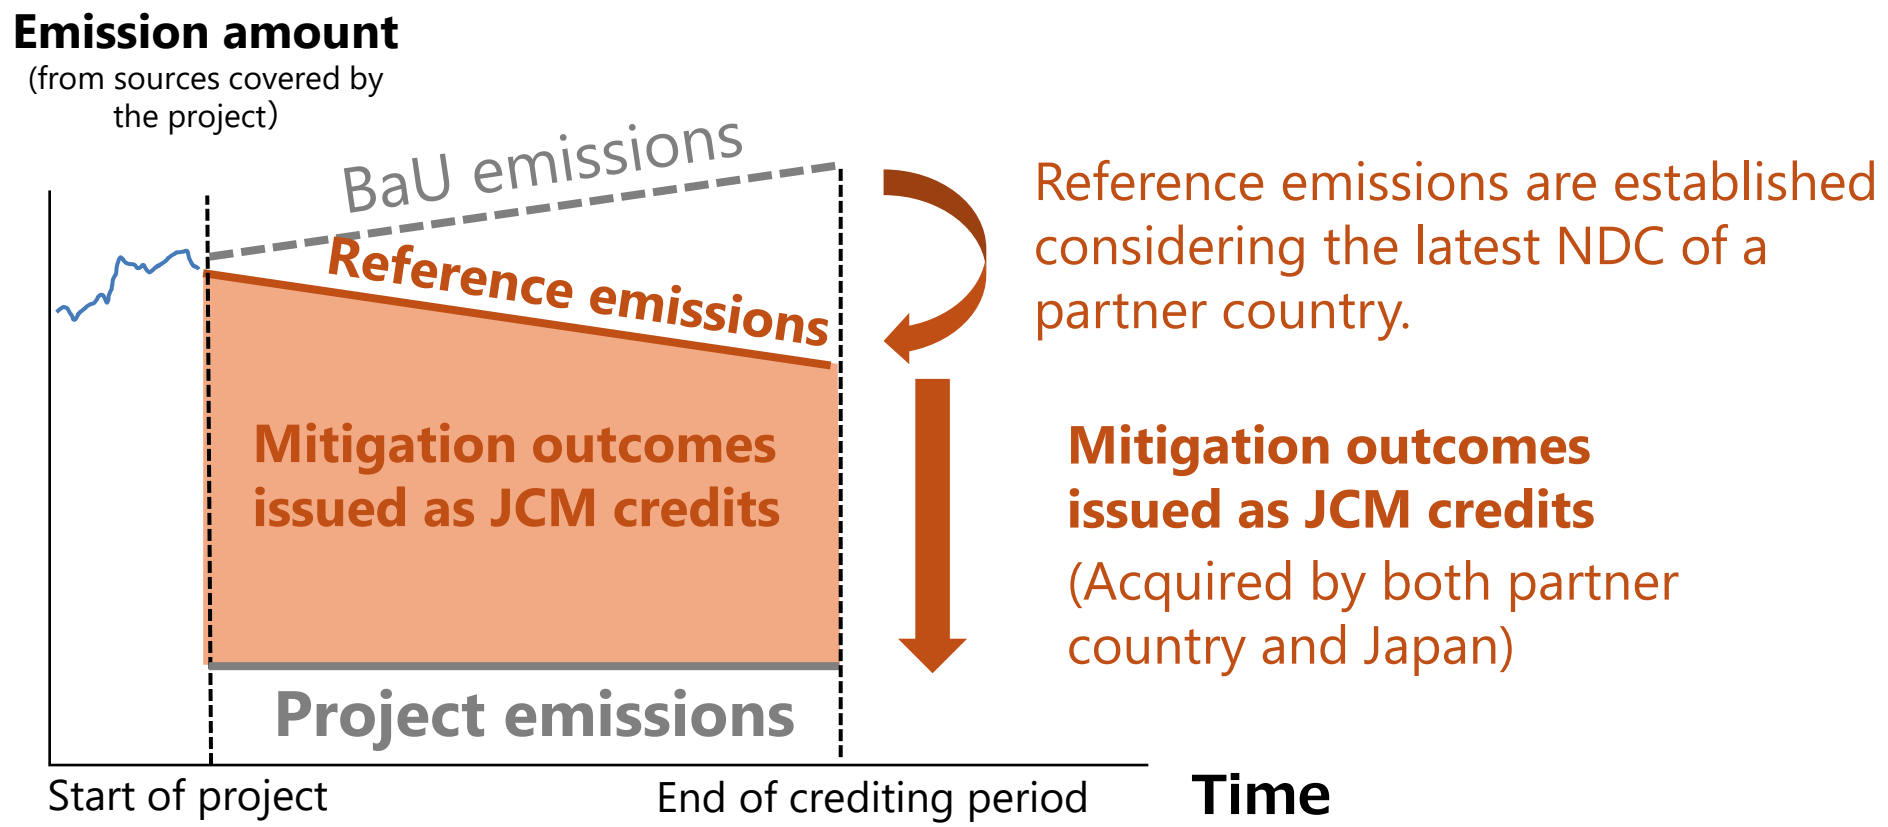 Emission amount
(from sources covered by
the project)
BaU emissions
Reference emissions
Mitigation outcomes
issued as JCM credits
Project emissions
Start of project
End of crediting period
Time
Reference emissions are established
considering the latest NDC of a
partner country.
Mitigation outcomes
issued as JCM credits
(Acquired by both partner
country and Japan)